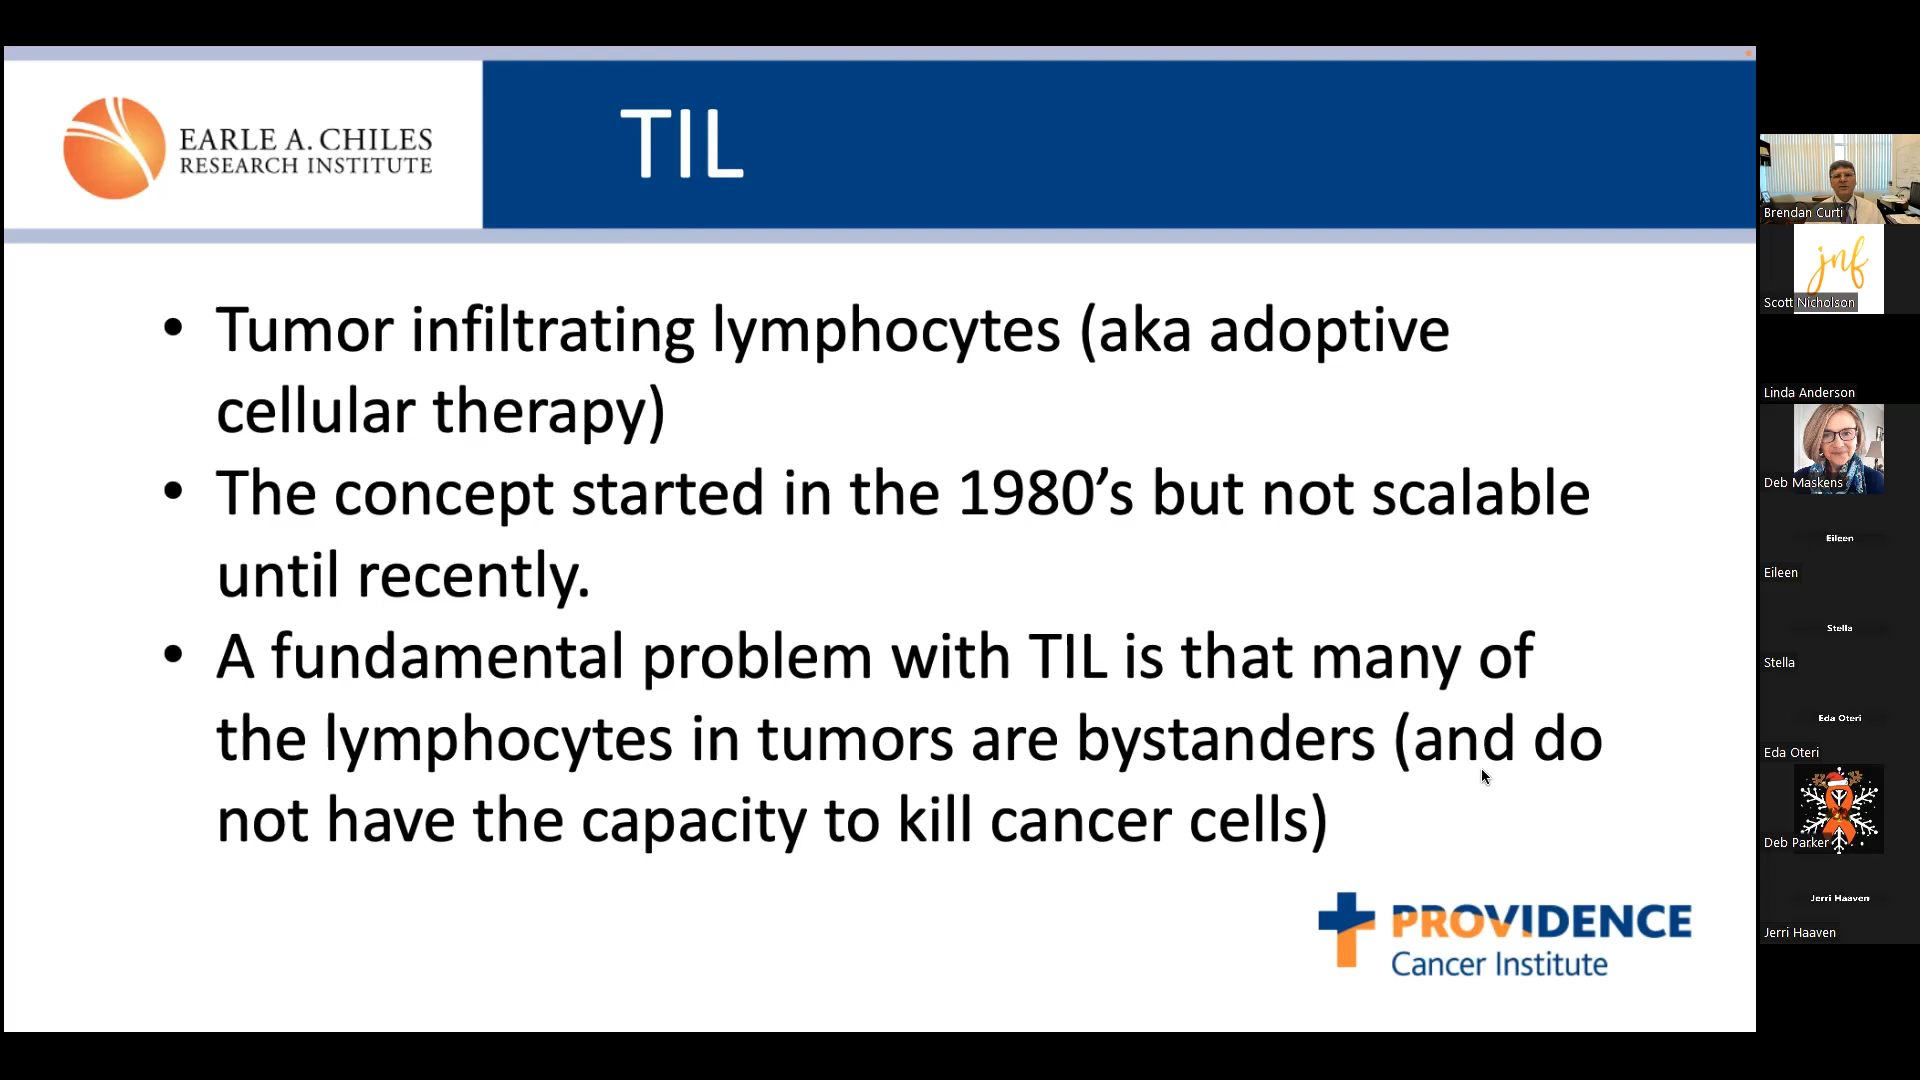 EARLE A. CHILES
RESEARCH INSTITUTE
TIL
• Tumor infiltrating lymphocytes (aka adoptive
cellular therapy)
• The concept started in the 1980’s but not scalable
until recently.
• A fundamental problem with TIL is that many of
the lymphocytes in tumors are bystanders (and do
not have the capacity to kill cancer cells)
PROVIDENCE
Cancer Institute
Brendan Curti
jnf
Scott Nicholson
Linda Anderson
Deb Maskens
Eileen
Eileen
Stella
Stella
Eda Oteri
Eda Oteri
Deb Parker
Jerri Haaven
Jerri Haaven